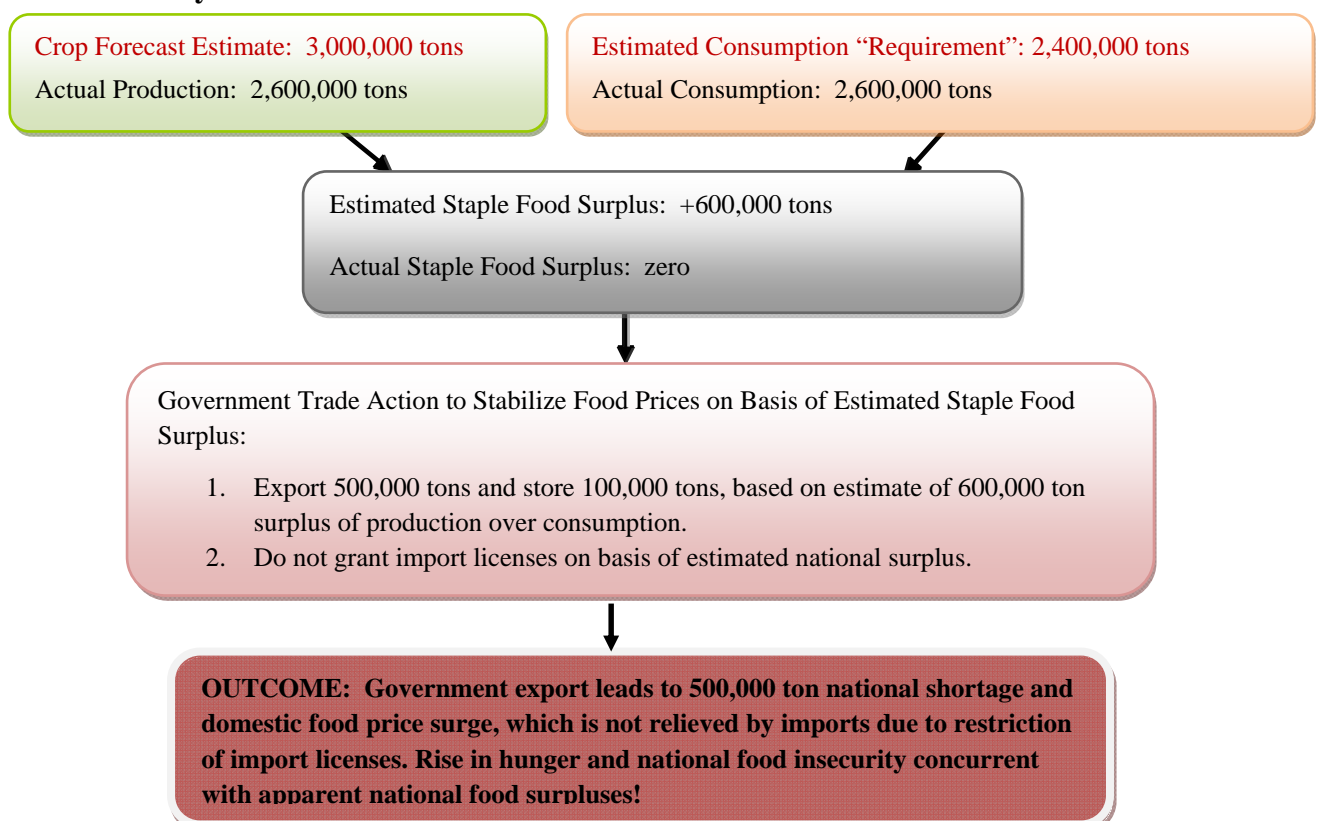 Crop Forecast Estimate: 3,000,000 tons
Actual Production: 2,600,000 tons
Estimated Consumption “Requirement”: 2,400,000 tons
Actual Consumption: 2,600,000 tons
Estimated Staple Food Surplus: +600,000 tons
Actual Staple Food Surplus: zero
Government Trade Action to Stabilize Food Prices on Basis of Estimated Staple Food
Surplus:
1. Export 500,000 tons and store 100,000 tons, based on estimate of 600,000 ton
surplus of production over consumption.
2. Do not grant import licenses on basis of estimated national surplus.
OUTCOME: Government export leads to 500,000 ton national shortage and
domestic food price surge, which is not relieved by imports due to restriction
of import licenses. Rise in hunger and national food insecurity concurrent
with apparent national food surpluses!